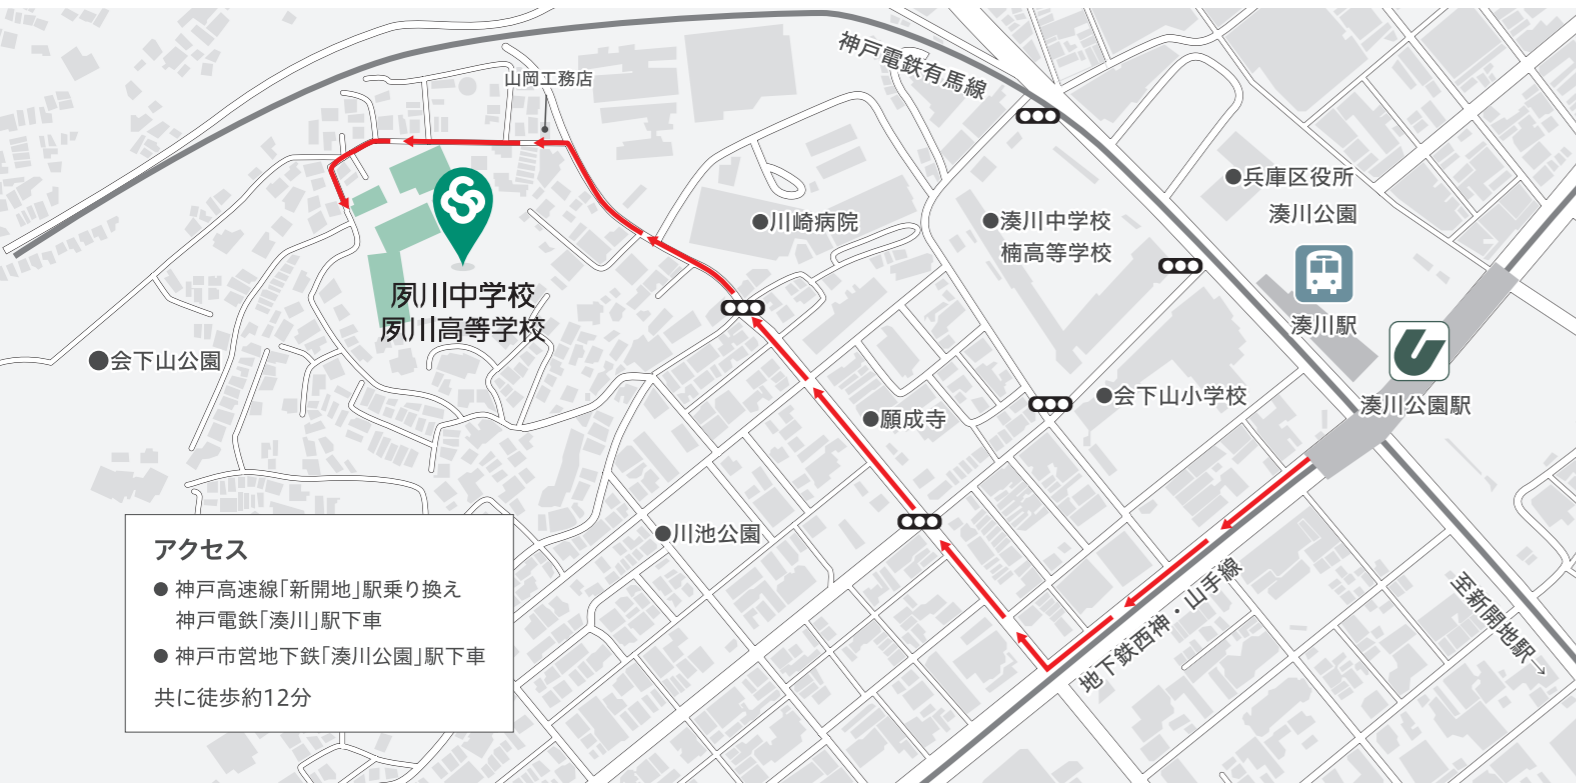 神戸電鉄有馬線
山岡工務店
●兵庫区役所
湊川公園
●川崎病院
●湊川中学校
楠高等学校
夙川中学校
夙川高等学校
湊川駅
●会下山公園
湊川公園駅
●会下山小学校
●願成寺
●川池公園
地下鉄西神・山手線
至新開地駅→
アクセス
● 神戸高速線「新開地」駅乗り換え
神戸電鉄「湊川」駅下車
● 神戸市営地下鉄「湊川公園」駅下車
共に徒歩約12分